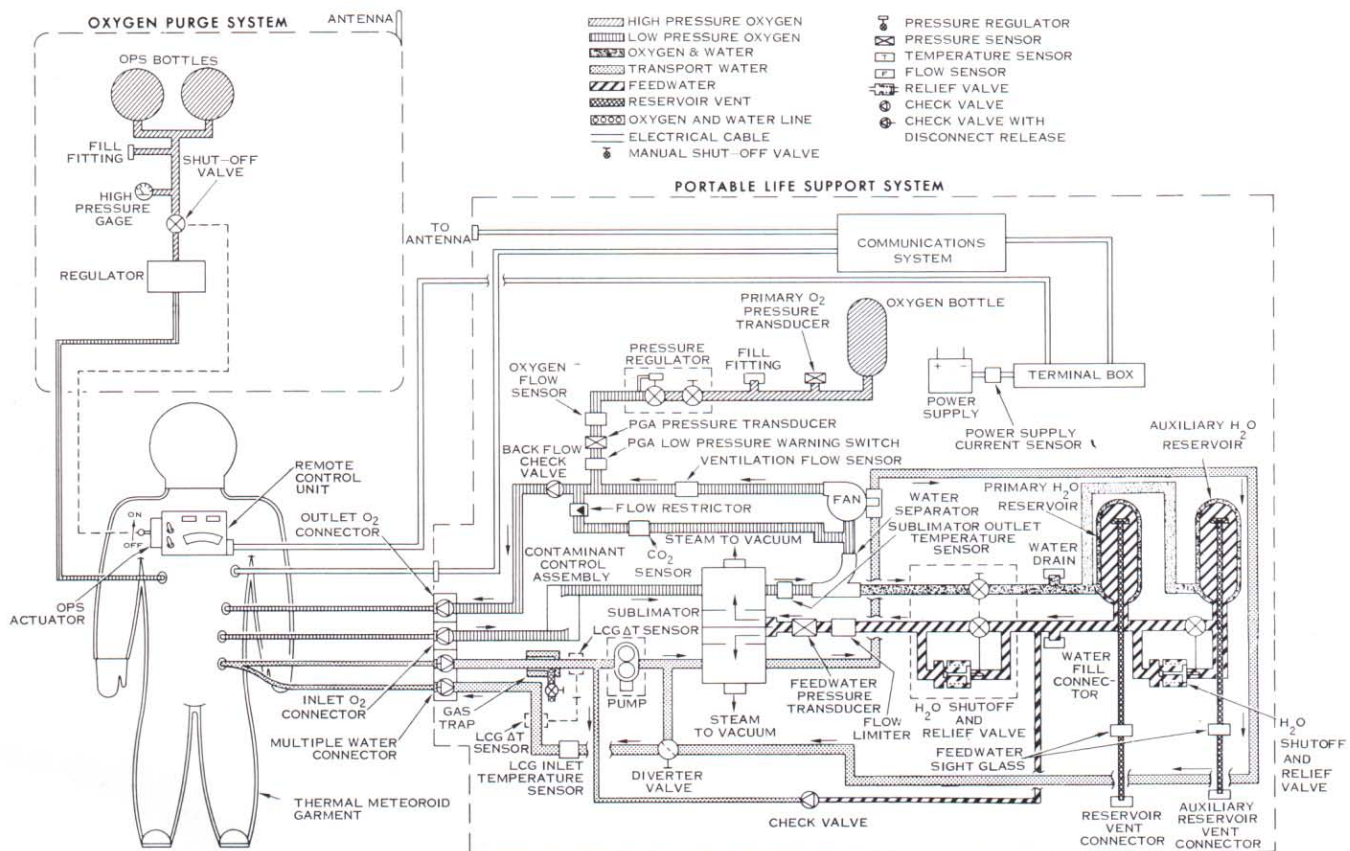 OXYGEN PURGE SYSTEM
ANTENNA
OPS BOTTLES
FILL
FITTING
SHUT-OFF
VALVE
HIGH
PRESSURE
GAGE
REGULATOR
HIGH PRESSURE OXYGEN
LOW PRESSURE OXYGEN
OXYGEN & WATER
TRANSPORT WATER
FEEDWATER
RESERVOIR VENT
OXYGEN AND WATER LINE
ELECTRICAL CABLE
MANUAL SHUT-OFF VALVE
PRESSURE REGULATOR
PRESSURE SENSOR
T TEMPERATURE SENSOR
F FLOW SENSOR
RELIEF VALVE
CHECK VALVE
CHECK VALVE WITH
DISCONNECT RELEASE
PORTABLE LIFE SUPPORT SYSTEM
TO
ANTENNA
COMMUNICATIONS
SYSTEM
PRIMARY O2
PRESSURE
TRANSDUCER
OXYGEN BOTTLE
PRESSURE
REGULATOR
FILL
FITTING
OXYGEN
FLOW
SENSOR
+ -
POWER
SUPPLY
TERMINAL BOX
POWER SUPPLY
CURRENT SENSOR
PGA PRESSURE TRANSDUCER
PGA LOW PRESSURE WARNING SWITCH
BACK FLOW
CHECK
VALVE
VENTILATION FLOW SENSOR
AUXILIARY H2O
RESERVOIR
FAN
WATER
SEPARATOR
PRIMARY H2O
RESERVOIR
FLOW RESTRICTOR
SUBLIMATOR OUTLET
TEMPERATURE
SENSOR
STEAM TO VACUUM
CO2
SENSOR
WATER
DRAIN
REMOTE
CONTROL
UNIT
ON
OFF
OUTLET O2
CONNECTOR
CONTAMINANT
CONTROL
ASSEMBLY
OPS
ACTUATOR
SUBLIMATOR
LCG ΔT SENSOR
INLET O2
CONNECTOR
GAS
TRAP
PUMP
FEEDWATER
PRESSURE
TRANSDUCER
H2O SHUTOFF
AND
RELIEF VALVE
WATER
FILL
CONNEC-
TOR
MULTIPLE WATER
CONNECTOR
LCG ΔT
SENSOR
STEAM TO
VACUUM
FLOW
LIMITER
FEEDWATER
SIGHT GLASS
H2O
SHUTOFF
AND
RELIEF
VALVE
LCG INLET
TEMPERATURE
SENSOR
DIVERTER
VALVE
THERMAL METEOROID
GARMENT
CHECK VALVE
RESERVOIR
VENT
CONNECTOR
AUXILIARY
RESERVOIR
VENT
CONNECTOR